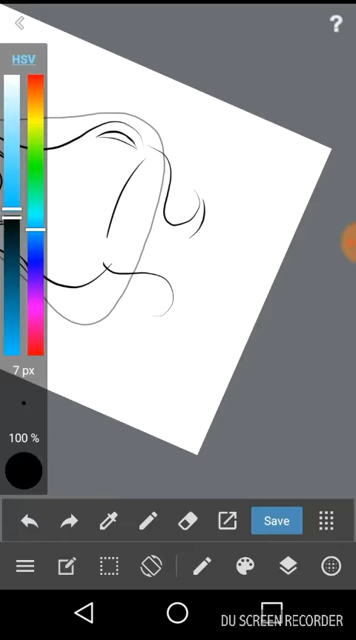 ?
HSV
7 px
100 %
Save
DU SCREEN RECORDER